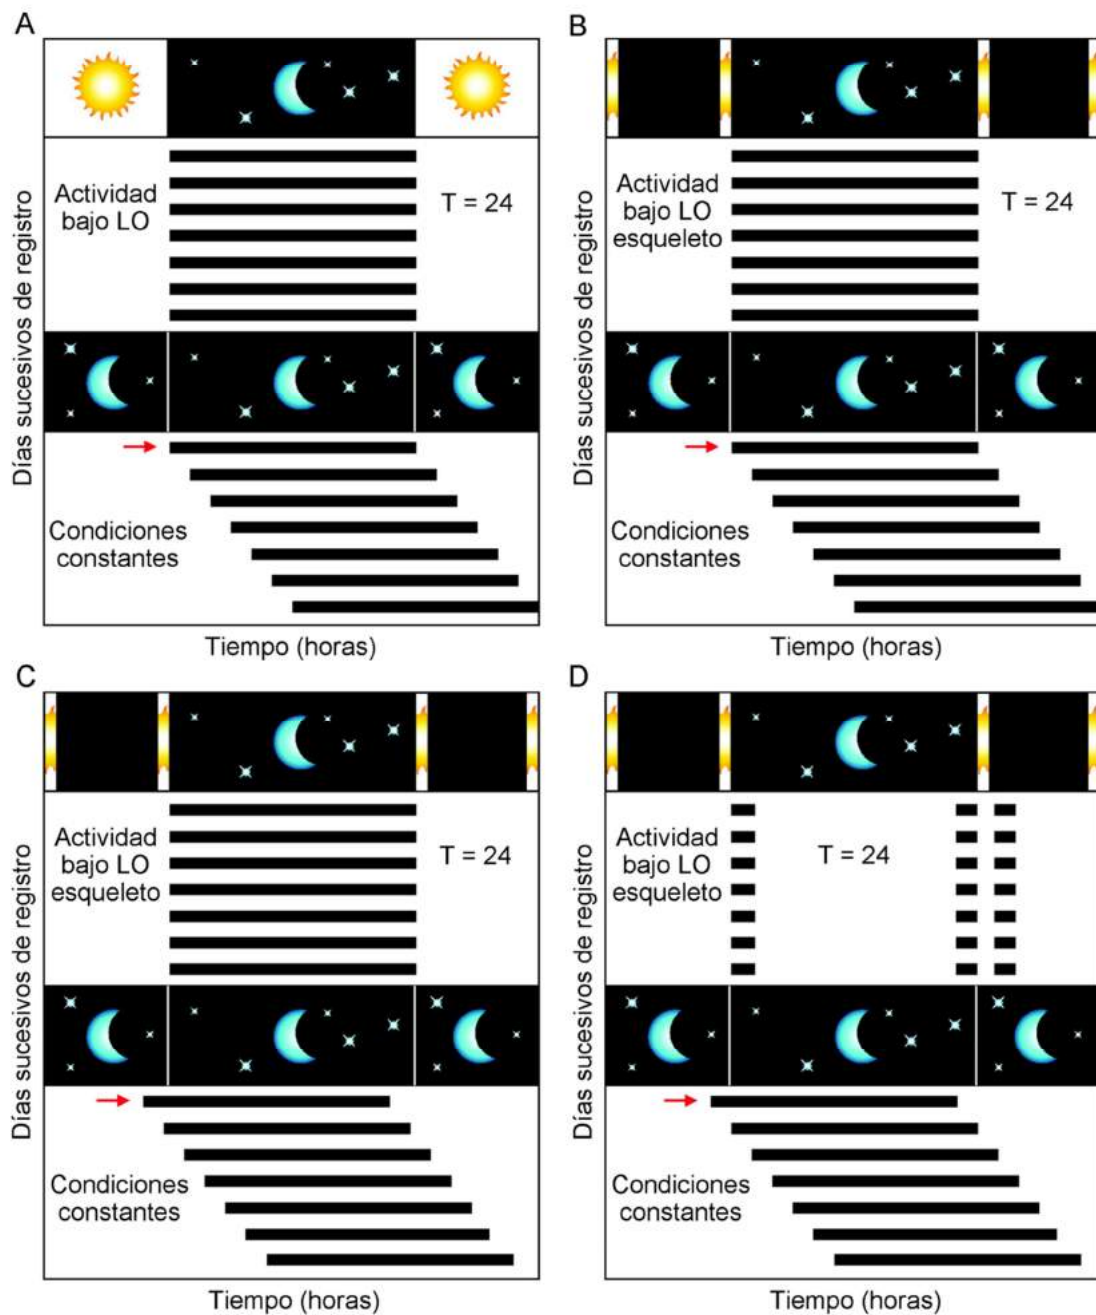 A
Días sucesivos de registro
Actividad
bajo LO
T = 24
Condiciones
constantes
Tiempo (horas)
B
Días sucesivos de registro
Actividad
bajo LO
esqueleto
T = 24
Condiciones
constantes
Tiempo (horas)
C
Días sucesivos de registro
Actividad
bajo LO
esqueleto
T = 24
Condiciones
constantes
Tiempo (horas)
D
Días sucesivos de registro
Actividad
bajo LO
esqueleto
T = 24
Condiciones
constantes
Tiempo (horas)